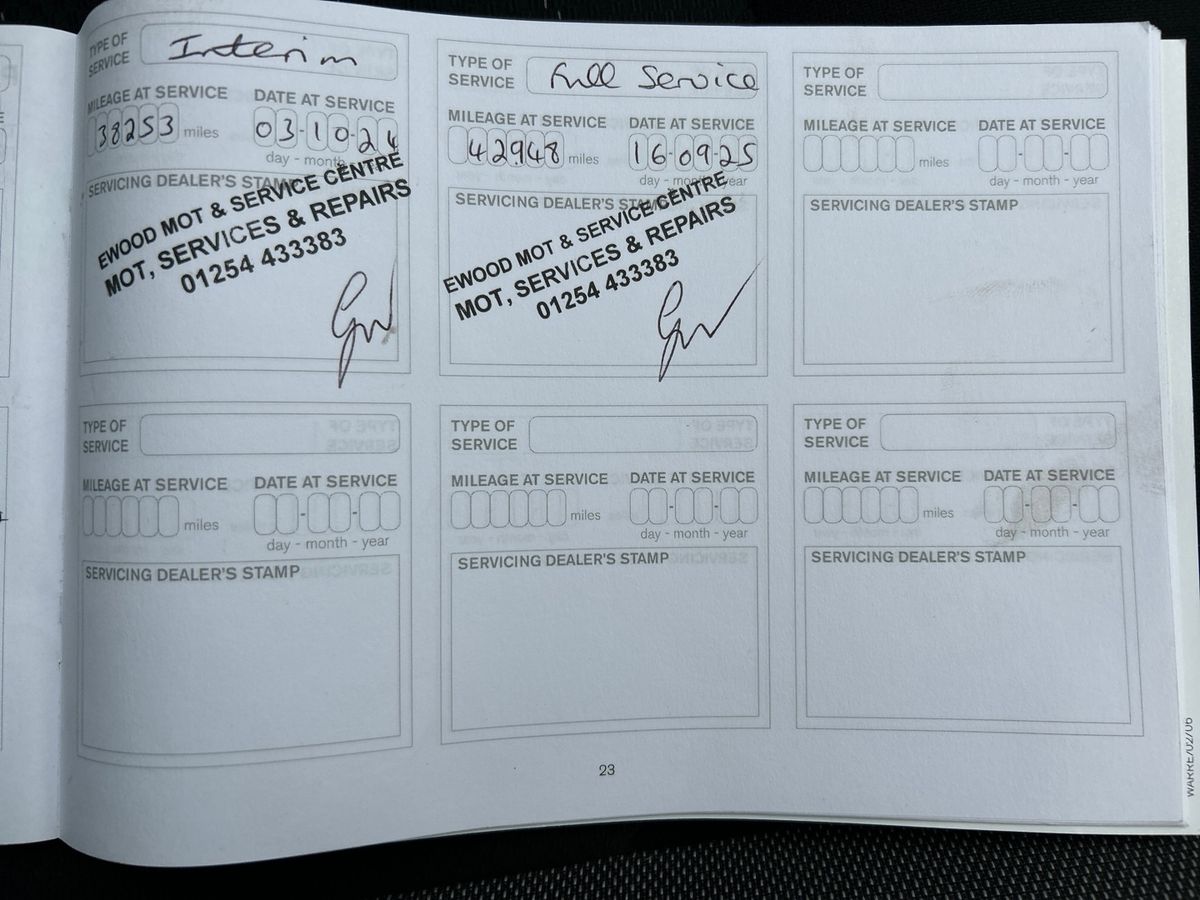 TYPE OF SERVICE Interim
MILEAGE AT SERVICE DATE AT SERVICE
38253 miles 03-10-24
day - month
SERVICING DEALER'S STAMP
EWOOD MOT & SERVICE CENTRE
MOT, SERVICES & REPAIRS
01254 433383
TYPE OF SERVICE Full Service
MILEAGE AT SERVICE DATE AT SERVICE
42948 miles 16-09-25
day - month - year
SERVICING DEALER'S STAMP
EWOOD MOT & SERVICE CENTRE
MOT, SERVICES & REPAIRS
01254 433383
TYPE OF SERVICE
MILEAGE AT SERVICE DATE AT SERVICE
miles
day - month - year
SERVICING DEALER'S STAMP
TYPE OF SERVICE
MILEAGE AT SERVICE DATE AT SERVICE
miles
day - month - year
SERVICING DEALER'S STAMP
TYPE OF SERVICE
MILEAGE AT SERVICE DATE AT SERVICE
miles
day - month - year
SERVICING DEALER'S STAMP
TYPE OF SERVICE
MILEAGE AT SERVICE DATE AT SERVICE
miles
day - month - year
SERVICING DEALER'S STAMP
23